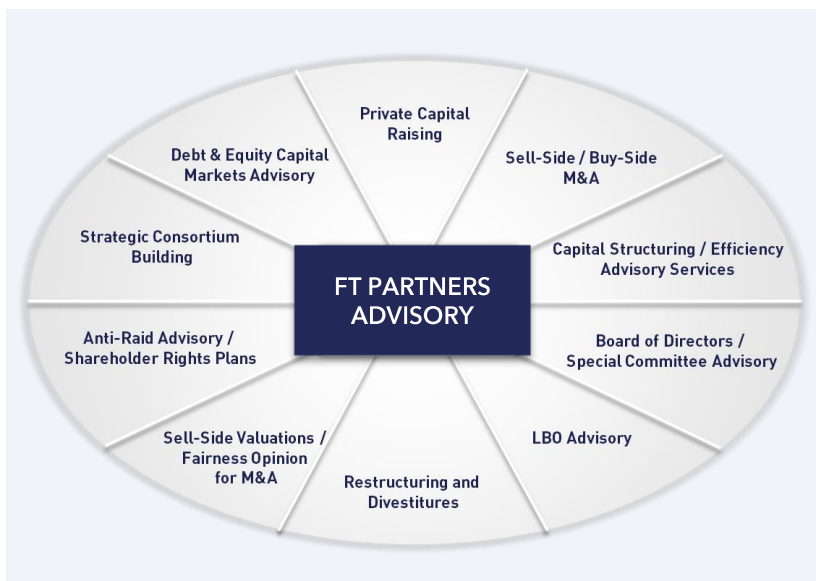 Private Capital
Raising
Sell-Side / Buy-Side
M&A
Capital Structuring / Efficiency
Advisory Services
Board of Directors /
Special Committee Advisory
LBO Advisory
Restructuring and
Divestitures
Sell-Side Valuations /
Fairness Opinion
for M&A
Anti-Raid Advisory /
Shareholder Rights Plans
Strategic Consortium
Building
Debt & Equity Capital
Markets Advisory
FT PARTNERS
ADVISORY